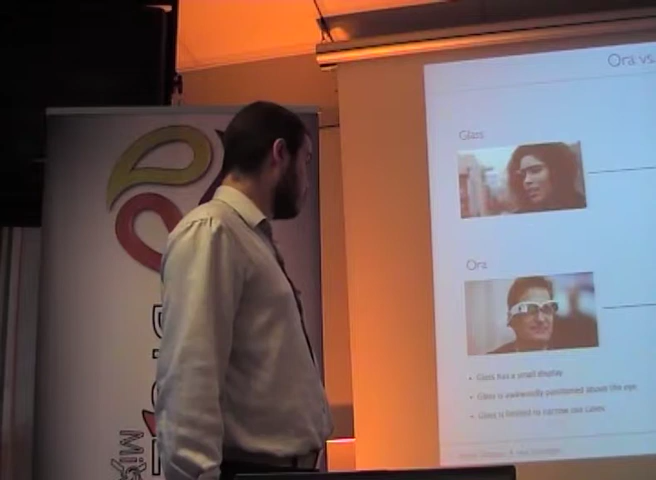 Ora vs.
Glass
Ora
• Glass has a small display
• Glass is awkwardly positioned above the eye
• Glass is limited to narrow use cases